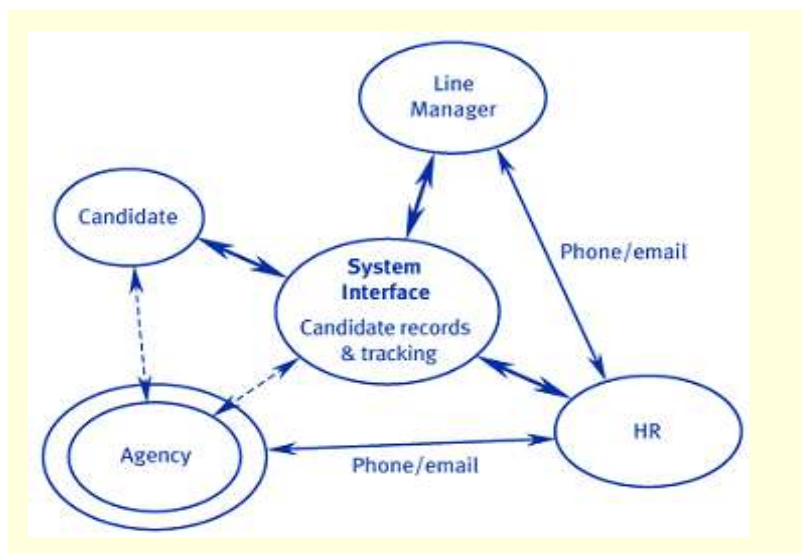 Line
Manager
Candidate
Phone/email
System
Interface
Candidate records
& tracking
HR
Agency
Phone/email